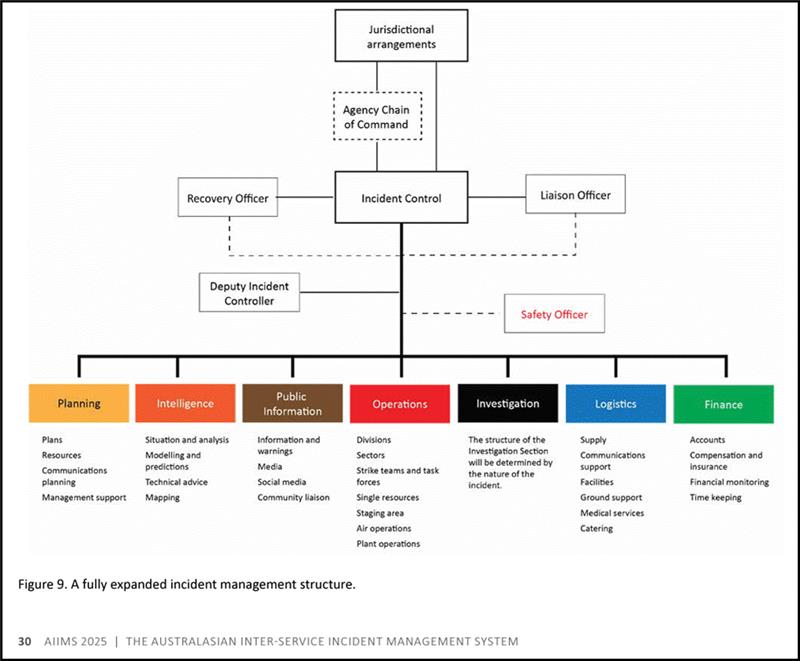 Jurisdictional
arrangements
Agency Chain
of Command
Recovery Officer
Incident Control
Liaison Officer
Deputy Incident
Controller
Safety Officer
Planning
Plans
Resources
Communications
planning
Management support
Intelligence
Situation and analysis
Modelling and
predictions
Technical advice
Mapping
Public
Information
Information and
warnings
Media
Social media
Community liaison
Operations
Divisions
Sectors
Strike teams and task
forces
Single resources
Staging area
Air operations
Plant operations
Investigation
The structure of the
Investigation Section
will be determined by
the nature of the
incident.
Logistics
Supply
Communications
support
Facilities
Ground support
Medical services
Catering
Finance
Accounts
Compensation and
insurance
Financial monitoring
Time keeping
Figure 9. A fully expanded incident management structure.
30 AIIMS 2025 | THE AUSTRALASIAN INTER-SERVICE INCIDENT MANAGEMENT SYSTEM